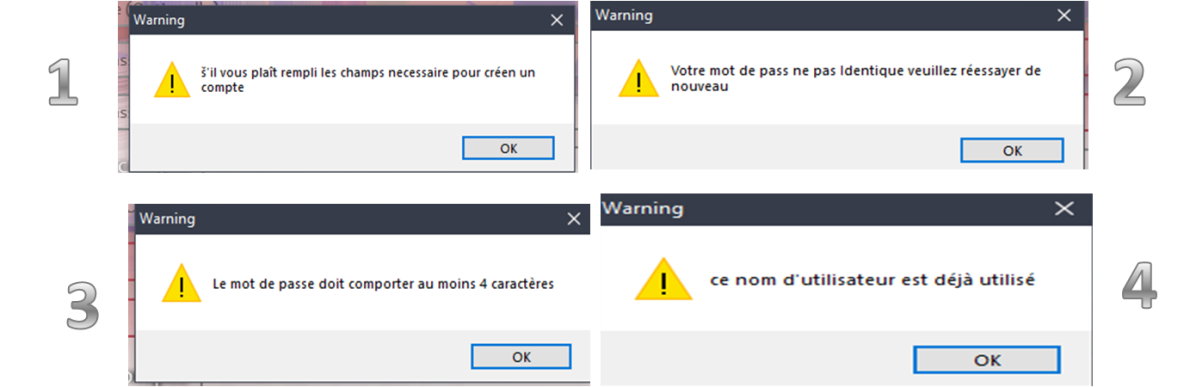 1
Warning
š'il vous plaît rempli les champs necessaire pour créen un
compte
OK
Warning
Votre mot de pass ne pas Identique veuillez réessayer de
nouveau
OK
2
3
Warning
Le mot de passe doit comporter au moins 4 caractères
OK
Warning
ce nom d'utilisateur est déjà utilisé
OK
4